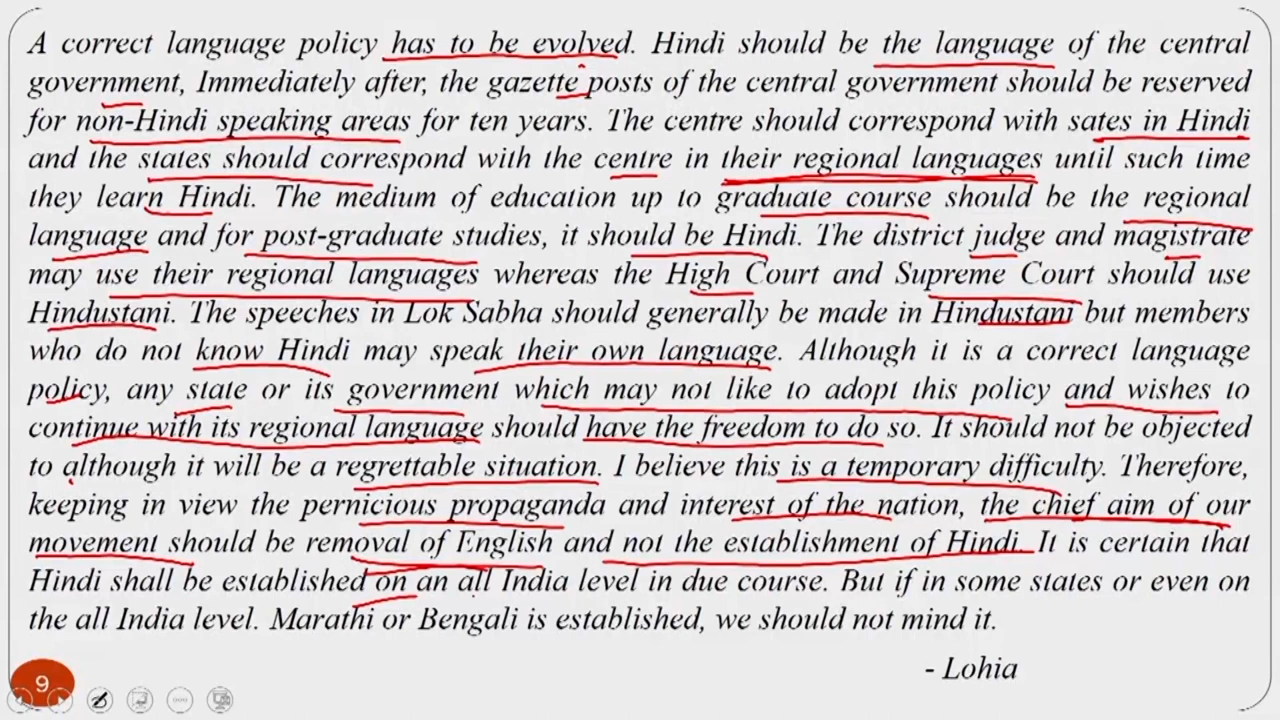 A correct language policy has to be evolved. Hindi should be the language of the central
government, Immediately after, the gazette posts of the central government should be reserved
for non-Hindi speaking areas for ten years. The centre should correspond with sates in Hindi
and the states should correspond with the centre in their regional languages until such time
they learn Hindi. The medium of education up to graduate course should be the regional
language and for post-graduate studies, it should be Hindi. The district judge and magistrate
may use their regional languages whereas the High Court and Supreme Court should use
Hindustani. The speeches in Lok Sabha should generally be made in Hindustani but members
who do not know Hindi may speak their own language. Although it is a correct language
policy, any state or its government which may not like to adopt this policy and wishes to
continue with its regional language should have the freedom to do so. It should not be objected
to although it will be a regrettable situation. I believe this is a temporary difficulty. Therefore,
keeping in view the pernicious propaganda and interest of the nation, the chief aim of our
movement should be removal of English and not the establishment of Hindi. It is certain that
Hindi shall be established on an all India level in due course. But if in some states or even on
the all India level. Marathi or Bengali is established, we should not mind it.
- Lohia
9